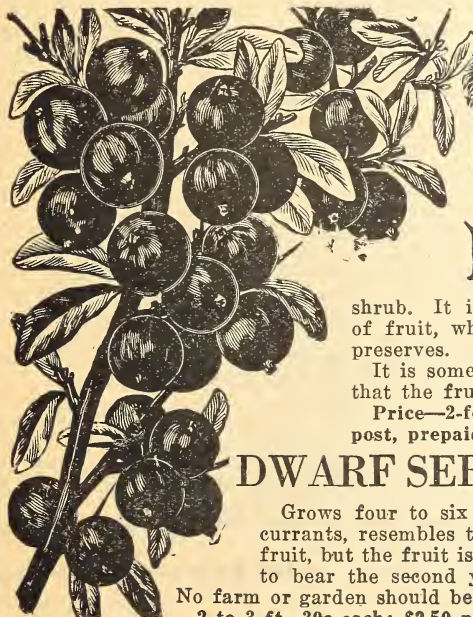 shrub. It i
of fruit, wh
preserves.
It is some
that the fru
Price—2-f
post, prepaid
DWARF SER
Grows four to six
currants, resembles t
fruit, but the fruit is
to bear the second y
No farm or garden should be
2 to 3 ft., 30c each; $2.50